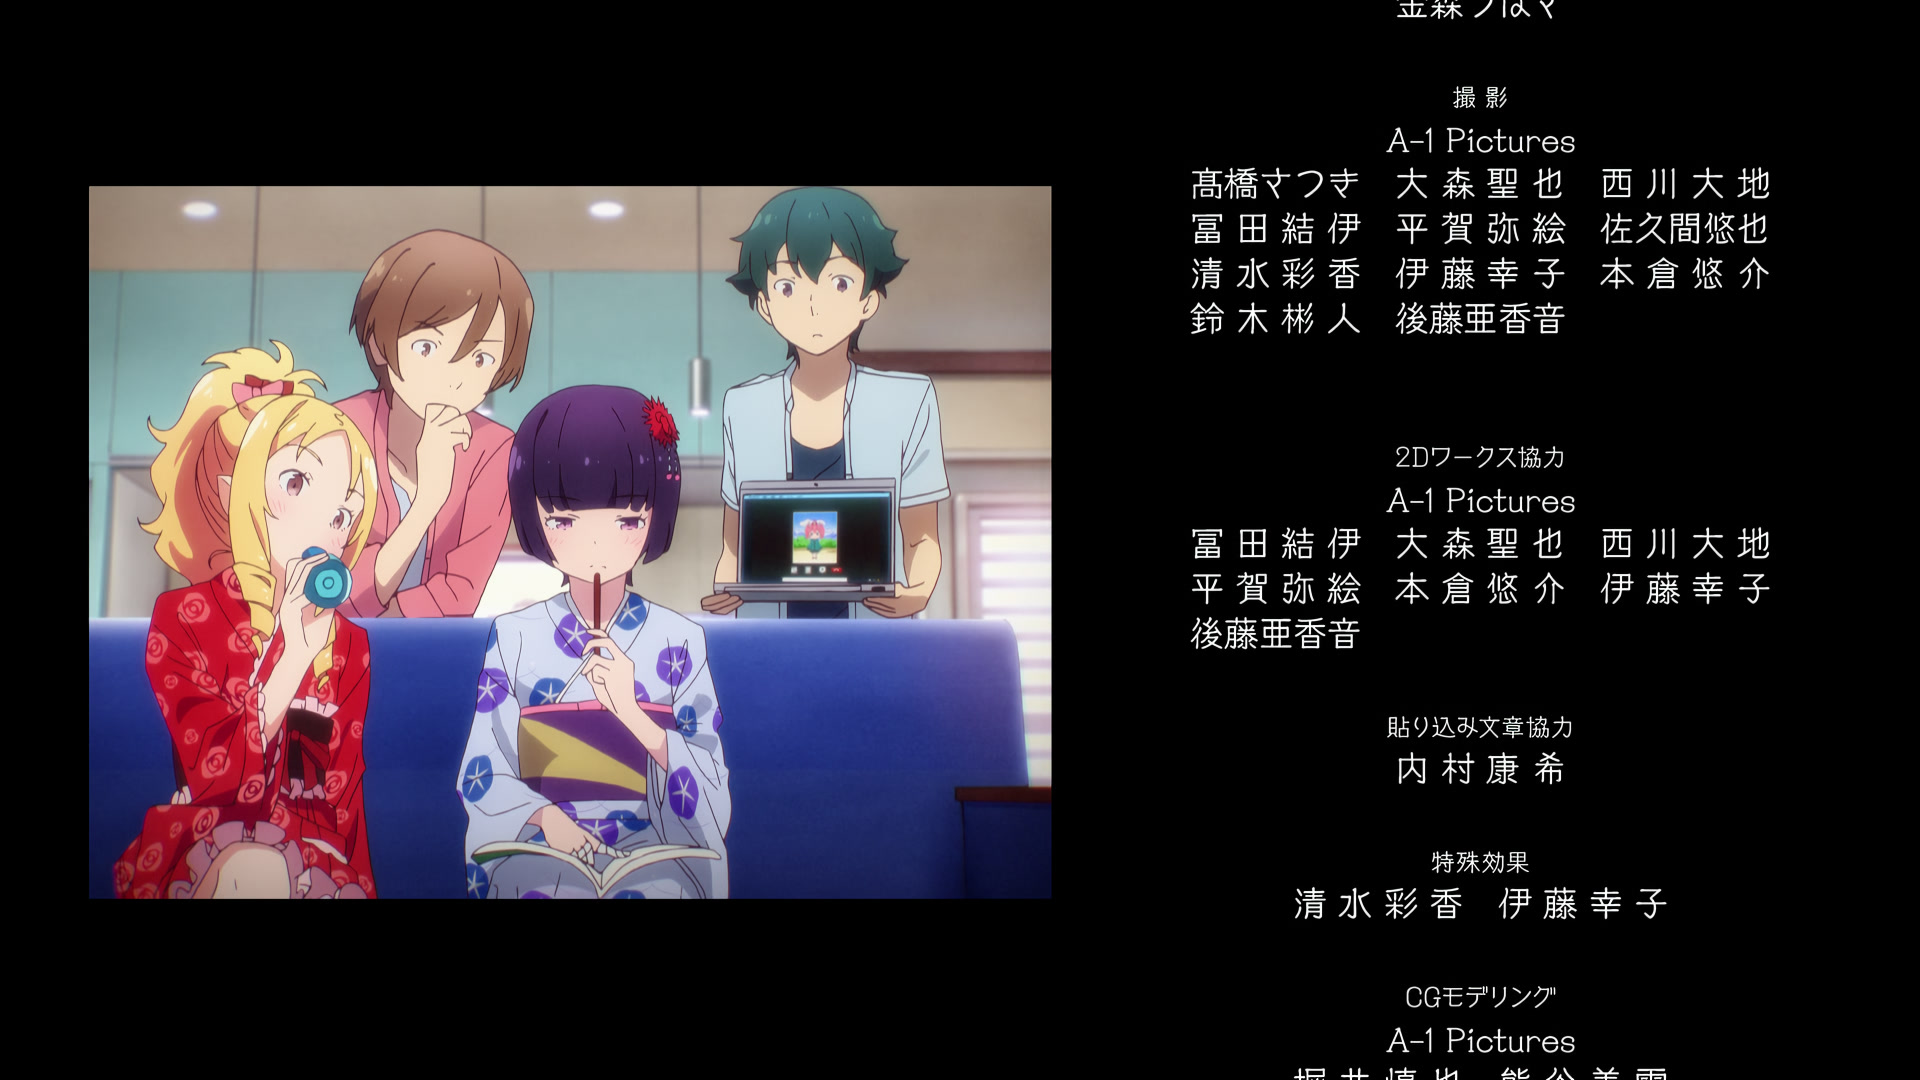 撮影
A-1 Pictures
髙橋さつき 大森聖也 西川大地
冨田結伊 平賀弥絵 佐久間悠也
清水彩香 伊藤幸子 本倉悠介
鈴木彬人 後藤亜香音
2Dワークス協力
A-1 Pictures
冨田結伊 大森聖也 西川大地
平賀弥絵 本倉悠介 伊藤幸子
後藤亜香音
貼り込み文章協力
内村康希
特殊効果
清水彩香 伊藤幸子
CGモデリング
A-1 Pictures